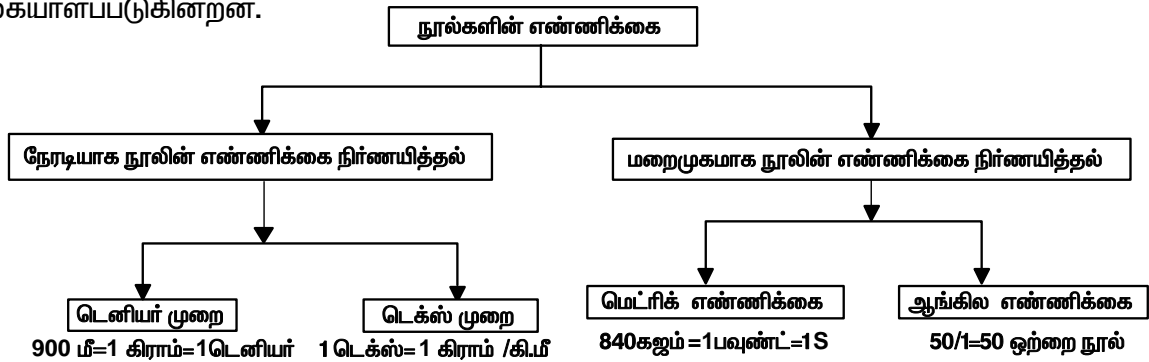 கையாளப்படுகின்றன.
நூல்களின் எண்ணிக்கை
நேரடியாக நூலின் எண்ணிக்கை நிர்ணயித்தல்
மறைமுகமாக நூலின் எண்ணிக்கை நிர்ணயித்தல்
டெனியர் முறை
900 மீ=1 கிராம்=1டெனியர்
டெக்ஸ் முறை
1 டெக்ஸ்= 1 கிராம் /கி.மீ
மெட்ரிக் எண்ணிக்கை
840கஜம் =1பவுண்ட்=1S
ஆங்கில எண்ணிக்கை
50/1=50 ஒற்றை நூல்